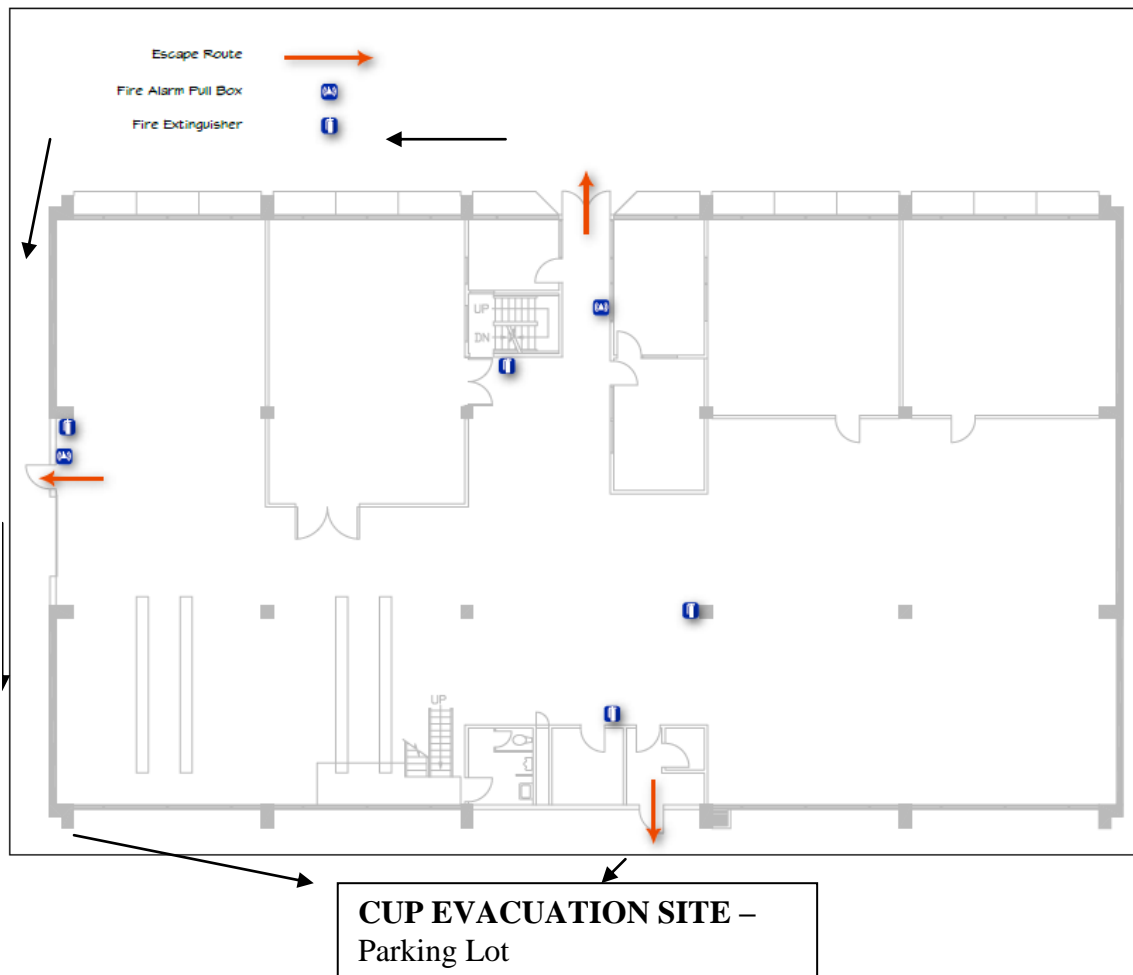 Escape Route
Fire Alarm Pull Box
Fire Extinguisher
UP
DN
UP
CUP EVACUATION SITE –
Parking Lot